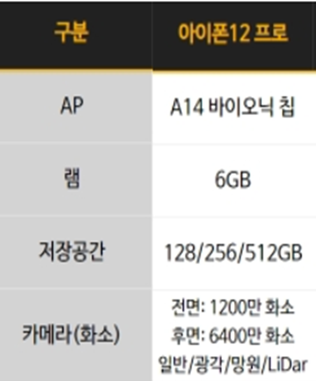 구분 아이폰12 프로
AP A14 바이오닉 칩
램 6GB
저장공간 128/256/512GB
카메라(화소) 전면: 1200만 화소
후면: 6400만 화소
일반/광각/망원/LiDar